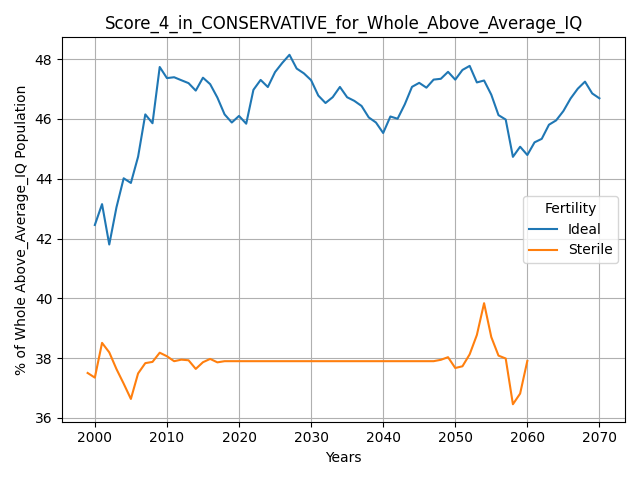 Score_4_in_CONSERVATIVE_for_Whole_Above_Average_IQ
% of Whole Above_Average_IQ Population
48
46
44
42
40
38
36
Fertility
Ideal
Sterile
2000 2010 2020 2030 2040 2050 2060 2070
Years